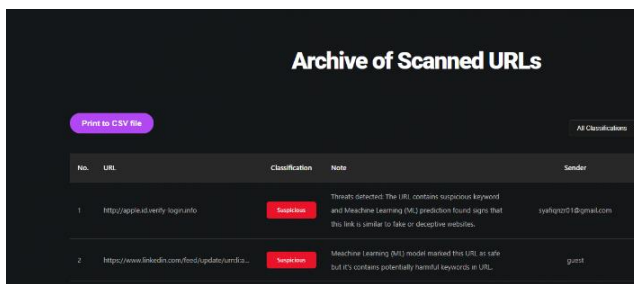 Archive of Scanned URLs
Print to CSV file
All Classifications
No. URL Classification Note Sender
Threats detected: The URL contains suspicious keyword
1 http://apple.id.verify-login.info Suspicious and Meachine Learning (ML) prediction found signs that
this link is similar to fake or deceptive websites.
Meachine Learning (ML) model marked this URL as safe
2 https://www.linkedin.com/feed/update/urn:li:a... Suspicious guest
but it's contains potentially harmful keywords in URL.